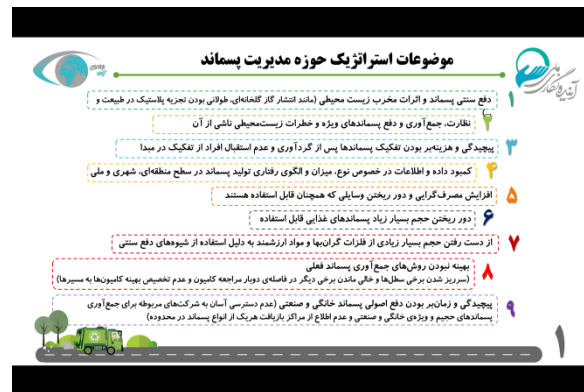 موضوعات استراتژیک حوزه مدیریت پسماند
آینده‌نگاری ملی
۱ دفع سنتی پسماند و اثرات مخرب زیست محیطی (مانند انتشار گاز گلخانه‌ای، طولانی بودن تجزیه پلاستیک در طبیعت و
۲ نظارت، جمع‌آوری و دفع پسماندهای ویژه و خطرات زیست‌محیطی ناشی از آن
۳ پیچیدگی و هزینه‌بر بودن تفکیک پسماندها پس از گردآوری و عدم استقبال افراد از تفکیک در مبدا
۴ کمبود داده و اطلاعات در خصوص نوع، میزان و الگوی رفتاری تولید پسماند در سطح منطقه‌ای، شهری و ملی
۵ افزایش مصرف‌گرایی و دور ریختن وسایلی که همچنان قابل استفاده هستند
۶ دور ریختن حجم بسیار زیاد پسماندهای غذایی قابل استفاده
۷ از دست رفتن حجم بسیار زیادی از فلزات گران‌بها و مواد ارزشمند به دلیل استفاده از شیوه‌های دفع سنتی
۸ بهینه نبودن روش‌های جمع‌آوری پسماند فعلی
(سرریز شدن برخی سطل‌ها و خالی ماندن برخی دیگر در فاصله‌ی دوبار مراجعه کامیون و عدم تخصیص بهینه کامیون‌ها به مسیرها)
۹ پیچیدگی و زمان‌بر بودن دفع اصولی پسماند خانگی و صنعتی (عدم دسترسی آسان به شرکت‌های مربوطه برای جمع‌آوری
پسماندهای حجیم و ویژه‌ی خانگی و صنعتی و عدم اطلاع از مراکز بازیافت هریک از انواع پسماند در محدوده)
۱